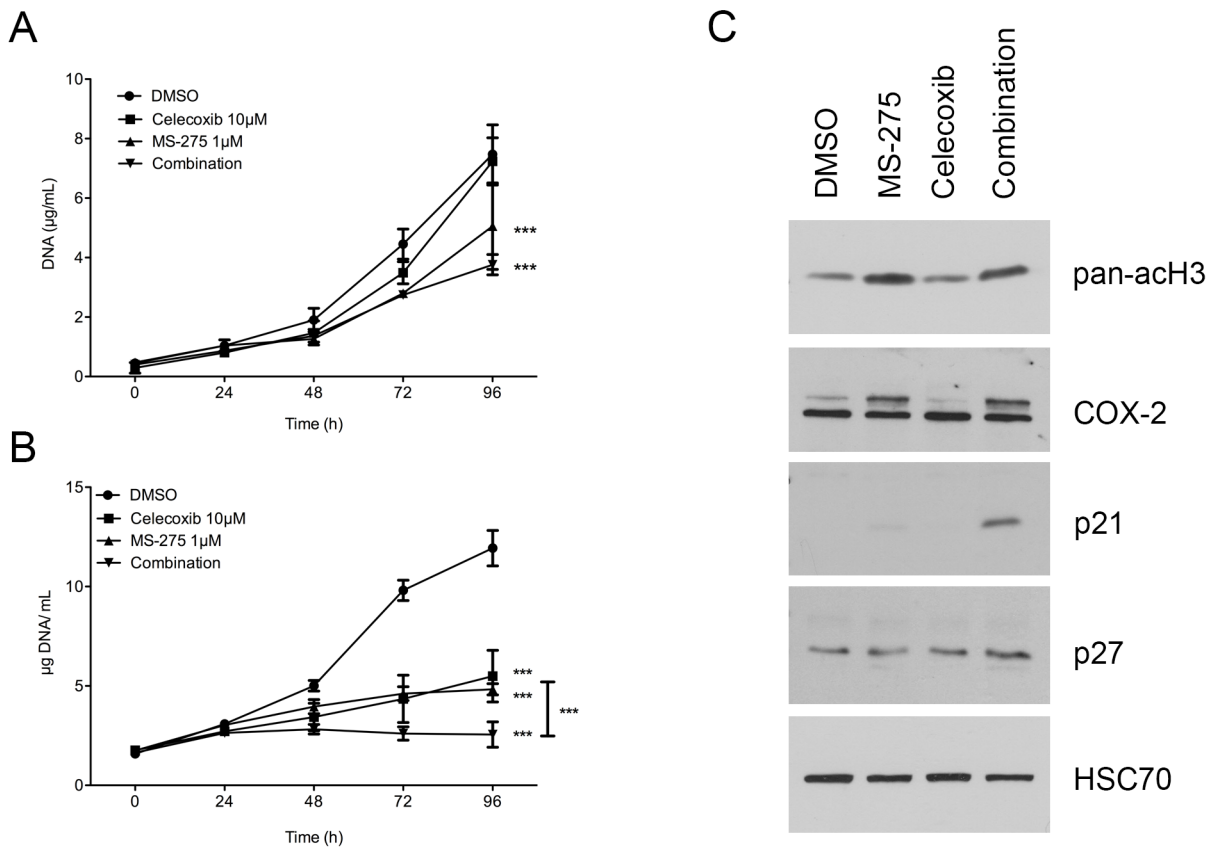 A
10
8
6
4
2
0
DNA (µg/mL)
DMSO
Celecoxib 10µM
MS-275 1µM
Combination
***
***
0 24 48 72 96
Time (h)
B
15
10
5
0
µg DNA/ mL
DMSO
Celecoxib 10µM
MS-275 1µM
Combination
***
***
***
***
0 24 48 72 96
Time (h)
C
DMSO
MS-275
Celecoxib
Combination
pan-acH3
COX-2
p21
p27
HSC70